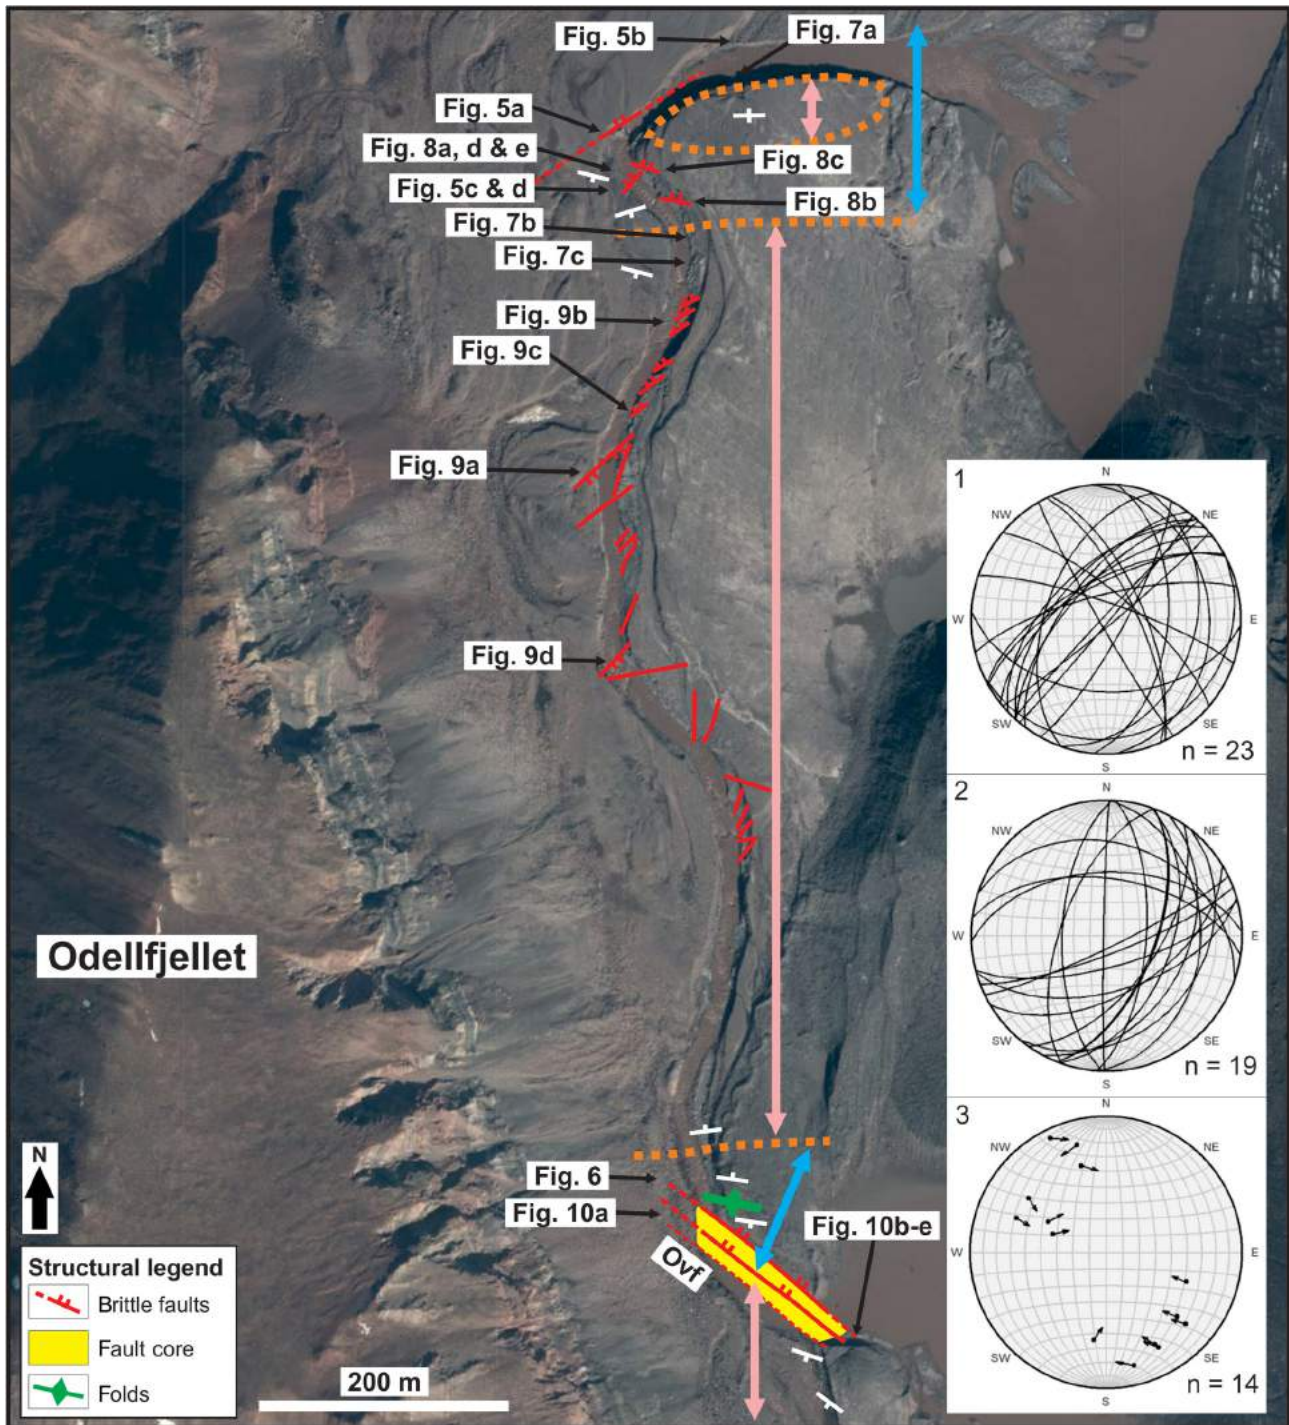 Fig. 5b
Fig. 7a
Fig. 5a
Fig. 8a, d & e
Fig. 8c
Fig. 5c & d
Fig. 8b
Fig. 7b
Fig. 7c
Fig. 9b
Fig. 9c
Fig. 9a
Fig. 9d
Odellfjellet
Fig. 6
Fig. 10a
Fig. 10b-e
Ovf
N
Structural legend
Brittle faults
Fault core
Folds
200 m
1
N
NW
NE
W
E
SW
SE
S
n = 23
2
N
NW
NE
W
E
SW
SE
S
n = 19
3
N
NW
NE
W
E
SW
SE
S
n = 14